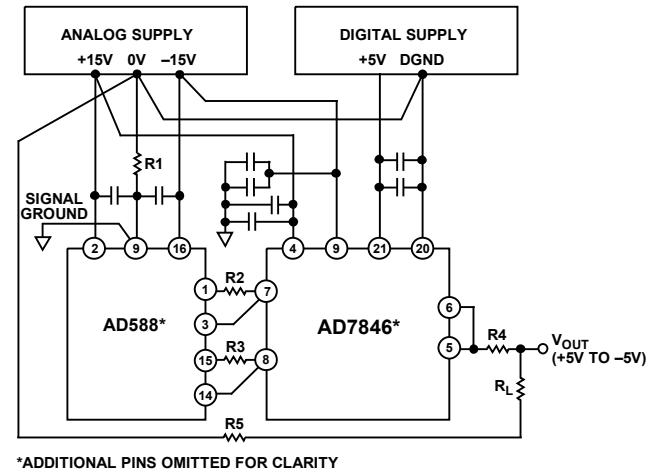 ANALOG SUPPLY
+15V 0V –15V
DIGITAL SUPPLY
+5V DGND
R1
SIGNAL
GROUND
2 9 16
4 9 21 20
AD588*
1
3
15
14
R2
R3
7
8
AD7846*
6
5
R4
VOUT
(+5V TO –5V)
RL
R5
*ADDITIONAL PINS OMITTED FOR CLARITY